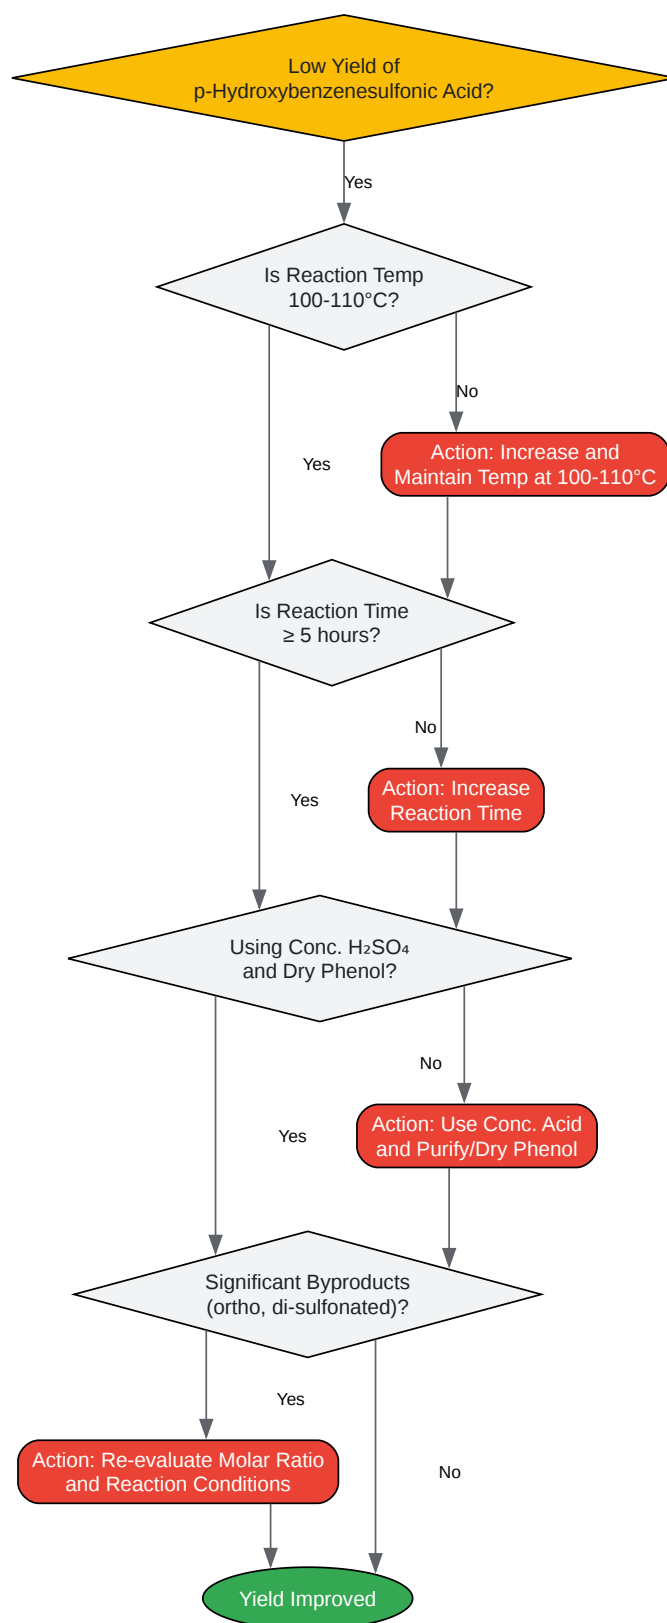 Low Yield of
p-Hydroxybenzenesulfonic Acid?
Yes
Is Reaction Temp
100-110°C?
No
Action: Increase and
Maintain Temp at 100-110°C
Yes
Is Reaction Time
≥ 5 hours?
No
Action: Increase
Reaction Time
Yes
Using Conc. H₂SO₄
and Dry Phenol?
No
Action: Use Conc. Acid
and Purify/Dry Phenol
Yes
Significant Byproducts
(ortho, di-sulfonated)?
Yes
Action: Re-evaluate Molar Ratio
and Reaction Conditions
No
Yield Improved